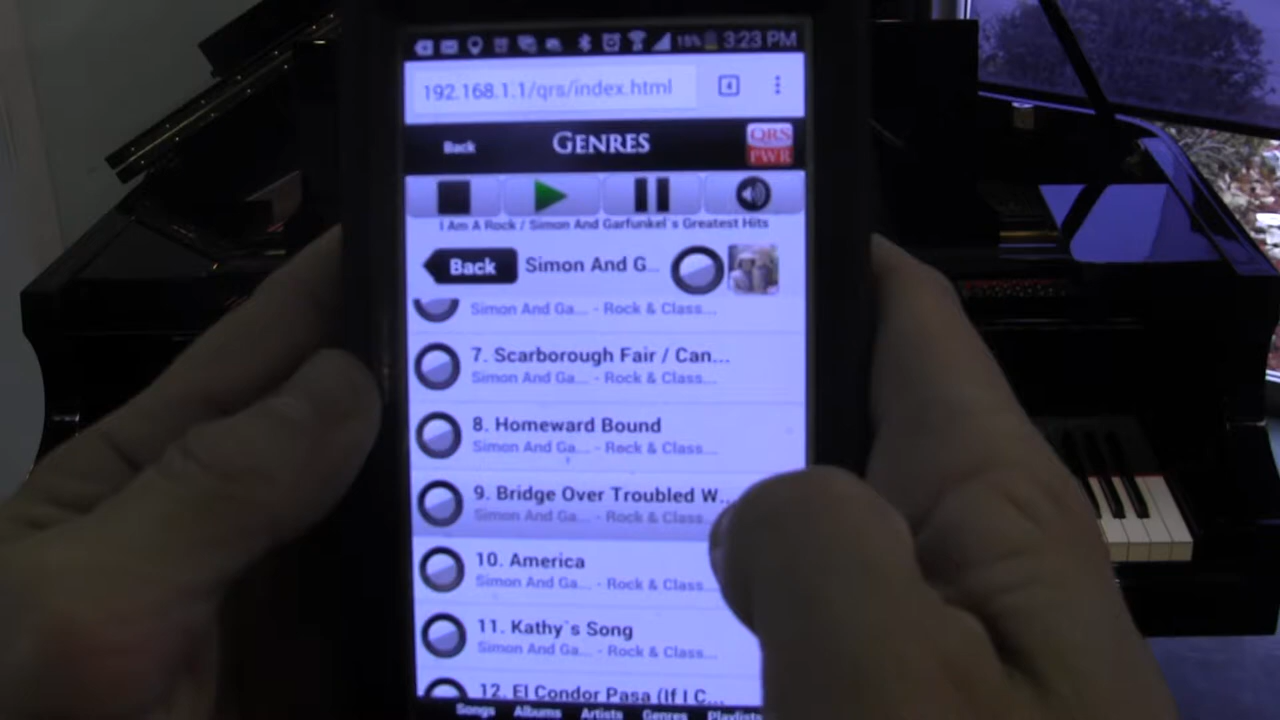 15% 3:23 PM
192.168.1.1/qrs/index.html
Back GENRES QRS PWR
I Am A Rock / Simon And Garfunkel`s Greatest Hits
Back Simon And G...
Simon And Ga... - Rock & Class...
7. Scarborough Fair / Can...
Simon And Ga... - Rock & Class...
8. Homeward Bound
Simon And Ga... - Rock & Class...
9. Bridge Over Troubled W...
Simon And Ga... - Rock & Class...
10. America
Simon And Ga... - Rock & Class...
11. Kathy`s Song
Simon And Ga... - Rock & Class...
12. El Condor Pasa (If I C...
Songs Albums Artists Genres Playlists